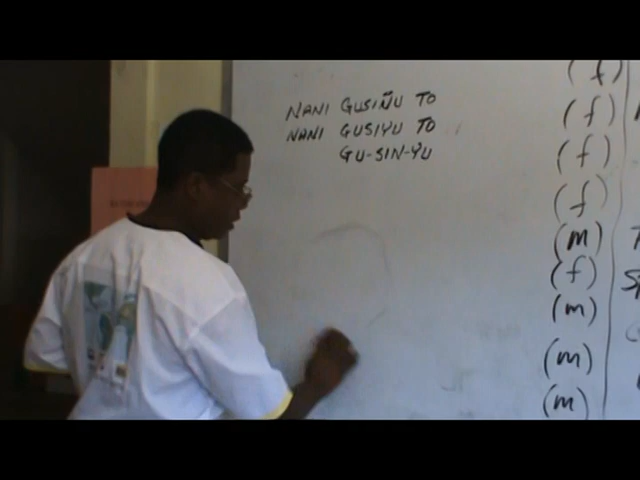 NANI GUSIÑU TO
NANI GUSIYU TO
GU-SIN-YU
(f)
(f)
(f)
(f)
(m)
(f)
(m)
(m)
(m)